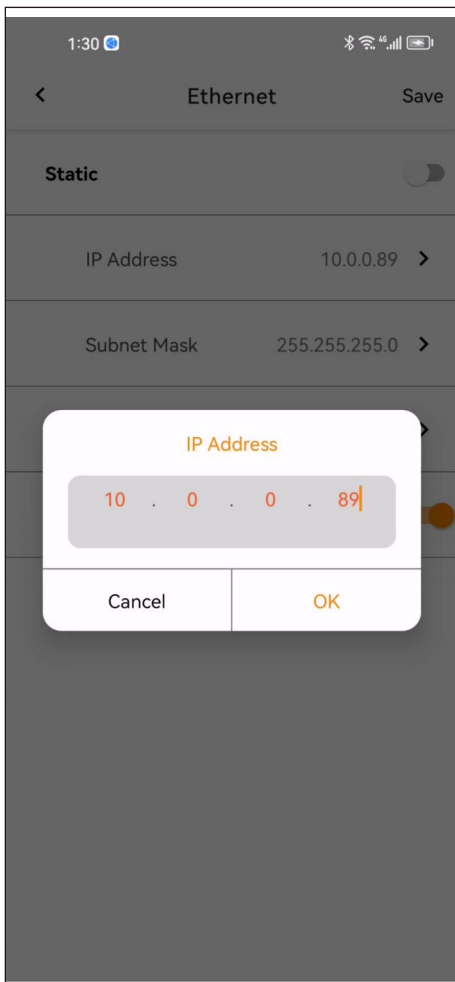 1:30 4G
Ethernet Save
Static
IP Address 10.0.0.89
Subnet Mask 255.255.255.0
IP Address
10 . 0 . 0 . 89
Cancel OK